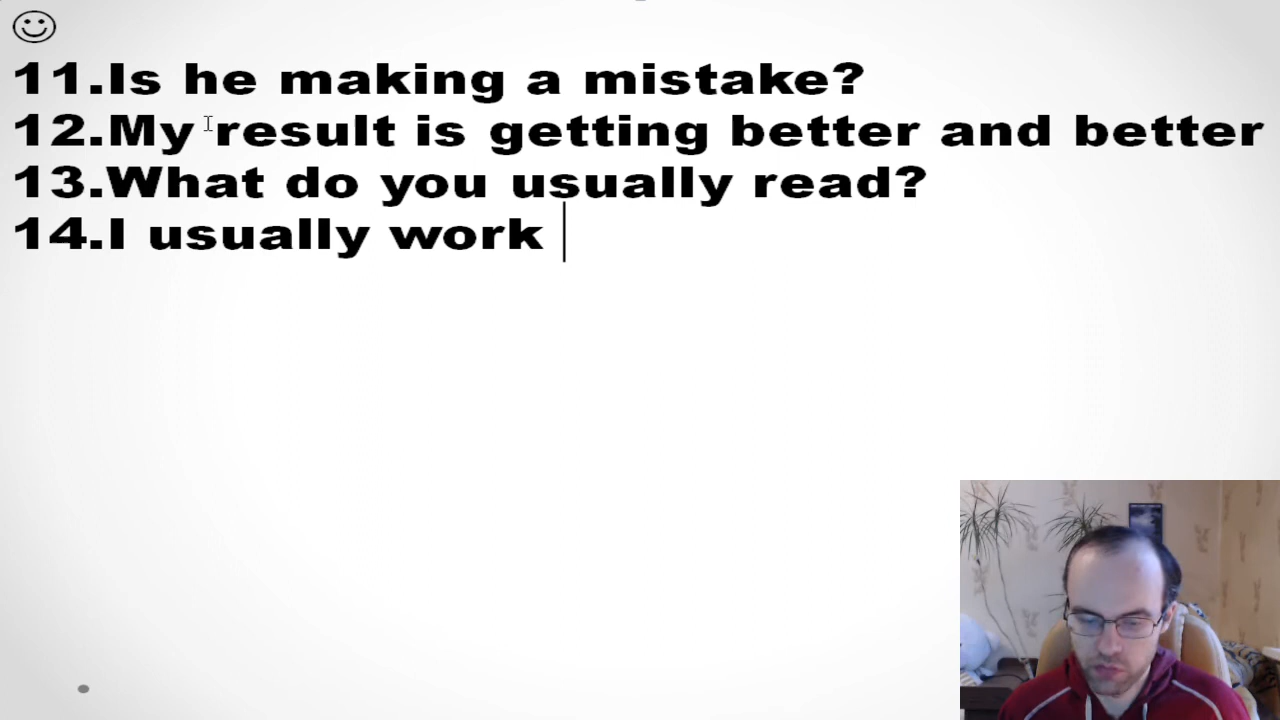 11.Is he making a mistake?
12.My result is getting better and better
13.What do you usually read?
14.I usually work